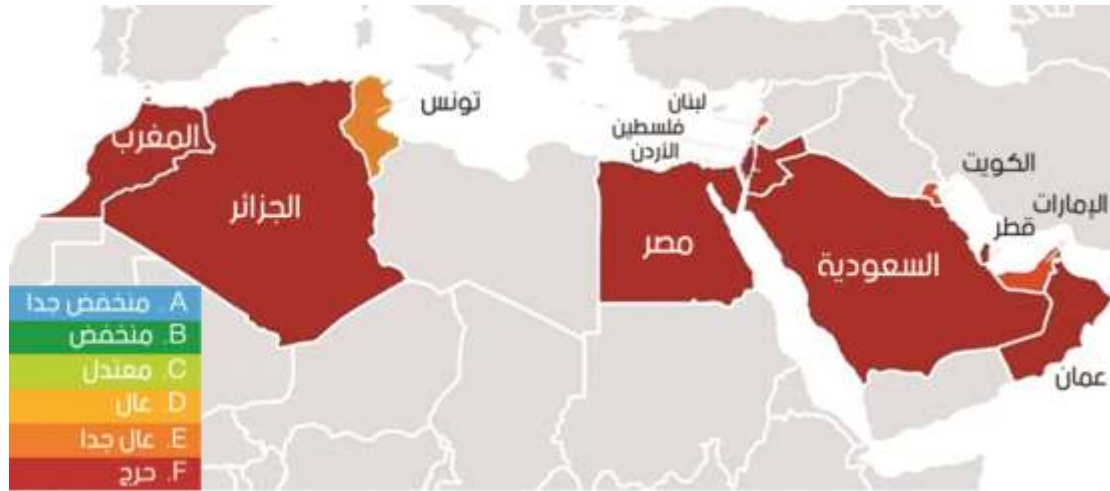 تونس
المغرب
الجزائر
لبنان
فلسطين
الأردن
مصر
السعودية
الكويت
الإمارات
قطر
عمان
A. منخفض جدا
B. منخفض
C. معتدل
D. عال
E. عال جدا
F. حرج